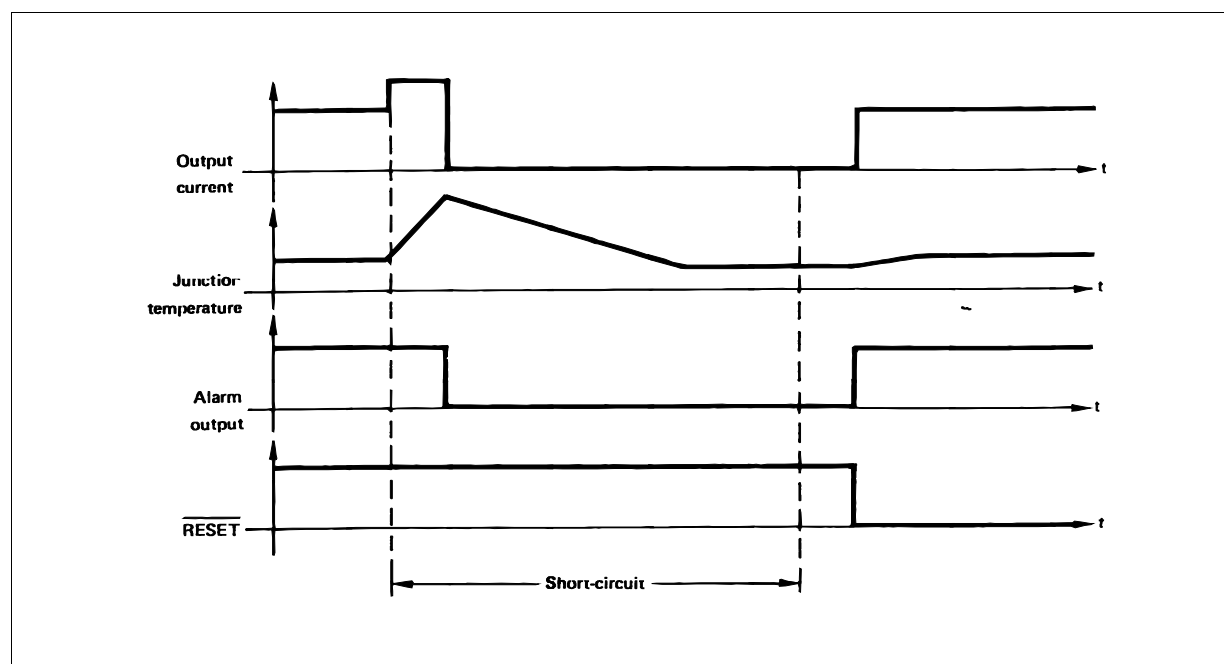 Output
current
t
Junction
temperature
t
Alarm
output
t
RESET
t
Short-circuit